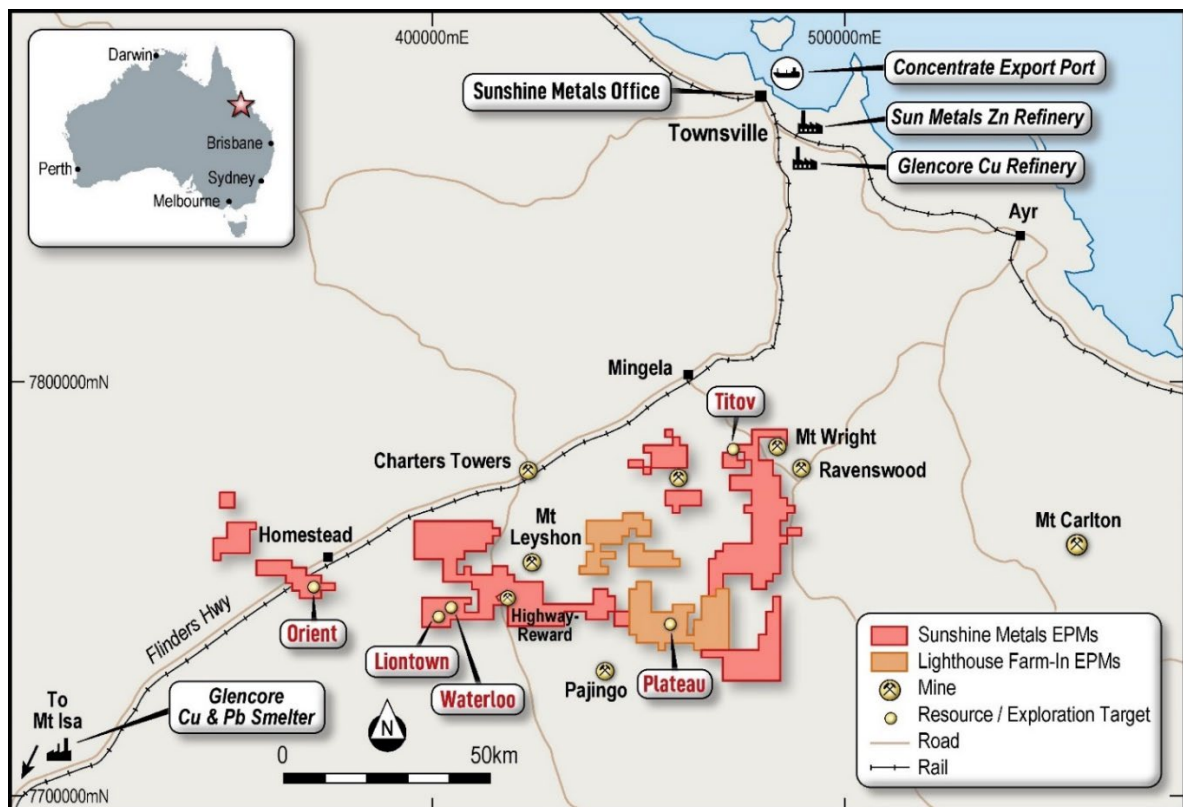 400000mE
500000mE
Darwin
Brisbane
Perth
Sydney
Melbourne
Sunshine Metals Office
Concentrate Export Port
Townsville
Sun Metals Zn Refinery
Glencore Cu Refinery
Ayr
7800000mN
Mingela
Titov
Mt Wright
Charters Towers
Ravenswood
Mt
Leyshon
Mt Carlton
Homestead
Flinders Hwy
Orient
Highway-
Reward
Liontown
Waterloo
Pajingo
Plateau
To
Mt Isa
Glencore
Cu & Pb Smelter
N
0
50km
7700000mN
Sunshine Metals EPMs
Lighthouse Farm-In EPMs
Mine
Resource / Exploration Target
Road
Rail